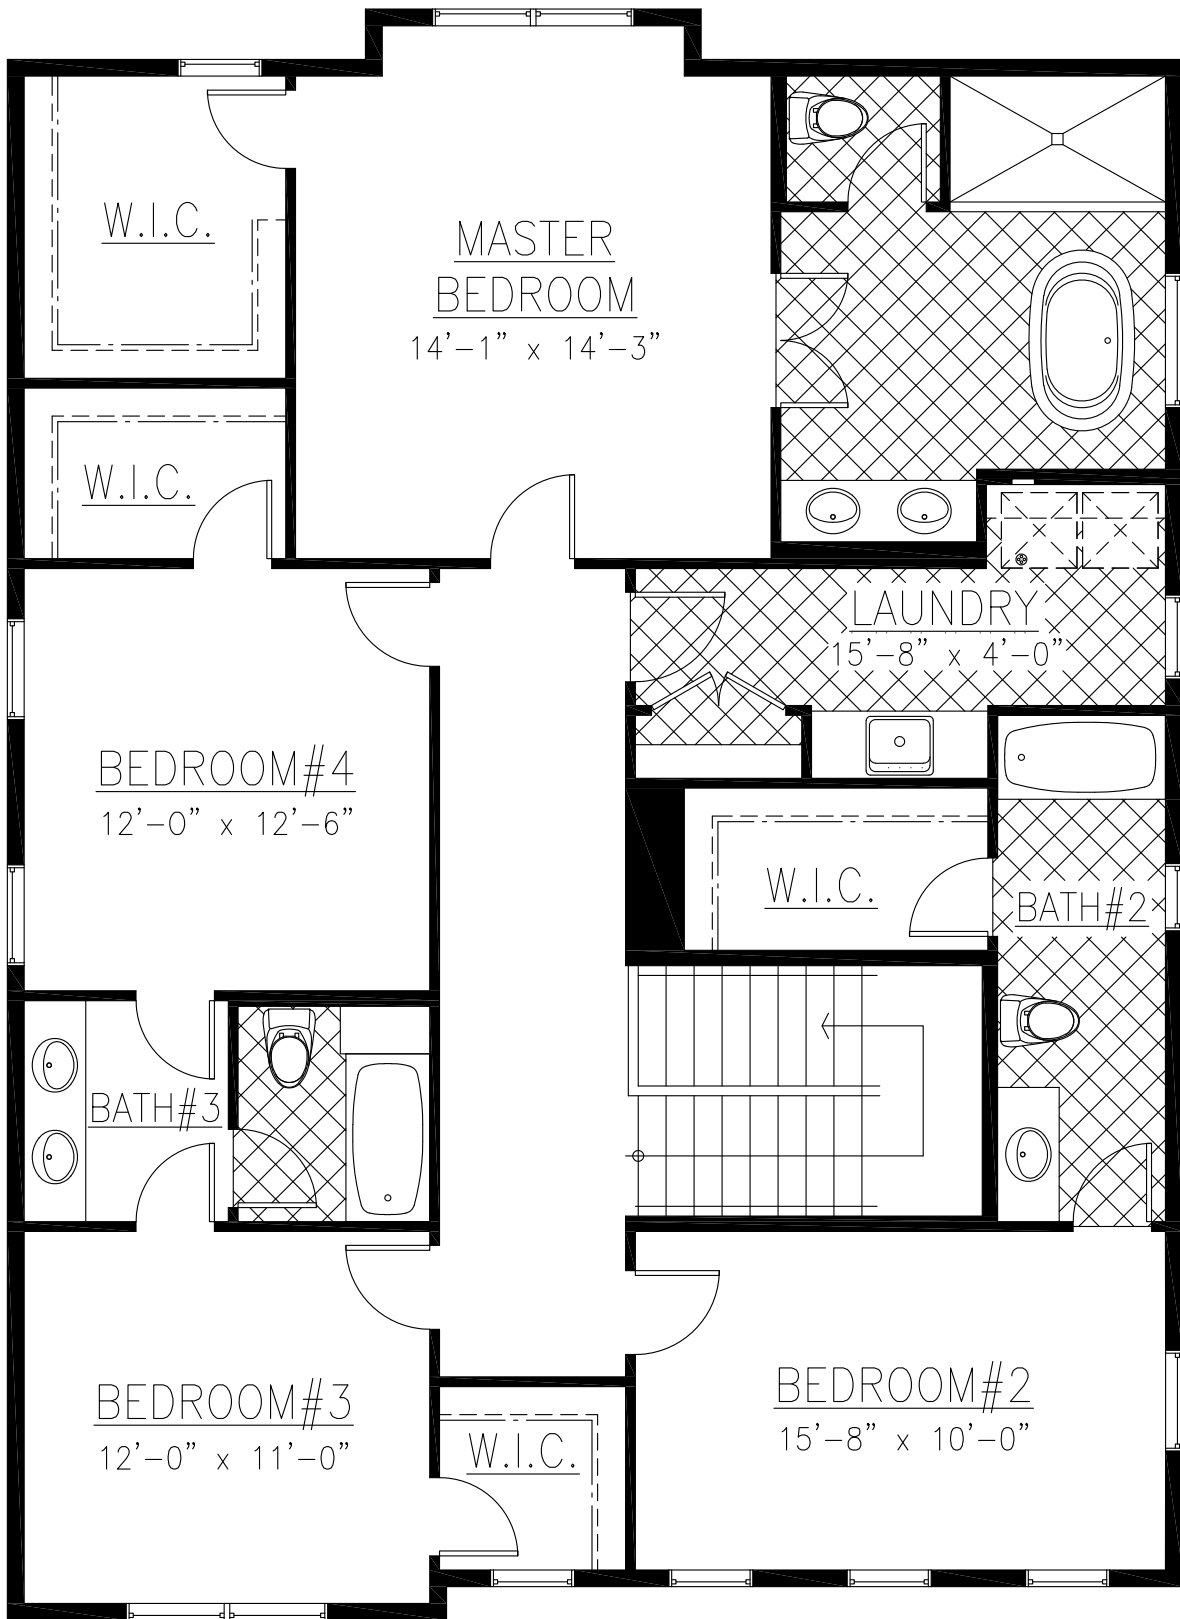 W.I.C.
MASTER
BEDROOM
14'-1" x 14'-3"
W.I.C.
LAUNDRY
15'-8" x 4'-0"
BEDROOM#4
12'-0" x 12'-6"
W.I.C.
BATH#2
BATH#3
BEDROOM#3
12'-0" x 11'-0"
W.I.C.
BEDROOM#2
15'-8" x 10'-0"